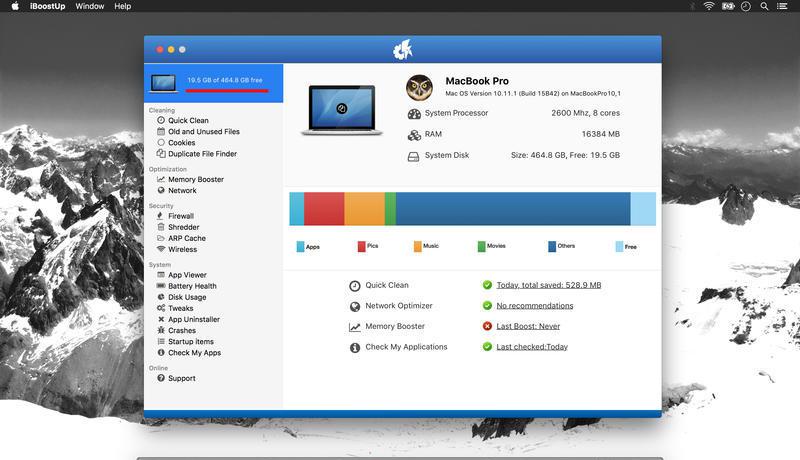 iBoostUp Window Help
19.5 GB of 464.8 GB free
Cleaning
Quick Clean
Old and Unused Files
Cookies
Duplicate File Finder
Optimization
Memory Booster
Network
Security
Firewall
Shredder
ARP Cache
Wireless
System
App Viewer
Battery Health
Disk Usage
Tweaks
App Uninstaller
Crashes
Startup items
Check My Apps
Online
Support
MacBook Pro
Mac OS Version 10.11.1 (Build 15B42) on MacBookPro10,1
System Processor 2600 Mhz, 8 cores
RAM 16384 MB
System Disk Size: 464.8 GB, Free: 19.5 GB
Apps Pics Music Movies Others Free
Quick Clean Today, total saved: 528.9 MB
Network Optimizer No recommendations
Memory Booster Last Boost: Never
Check My Applications Last checked:Today